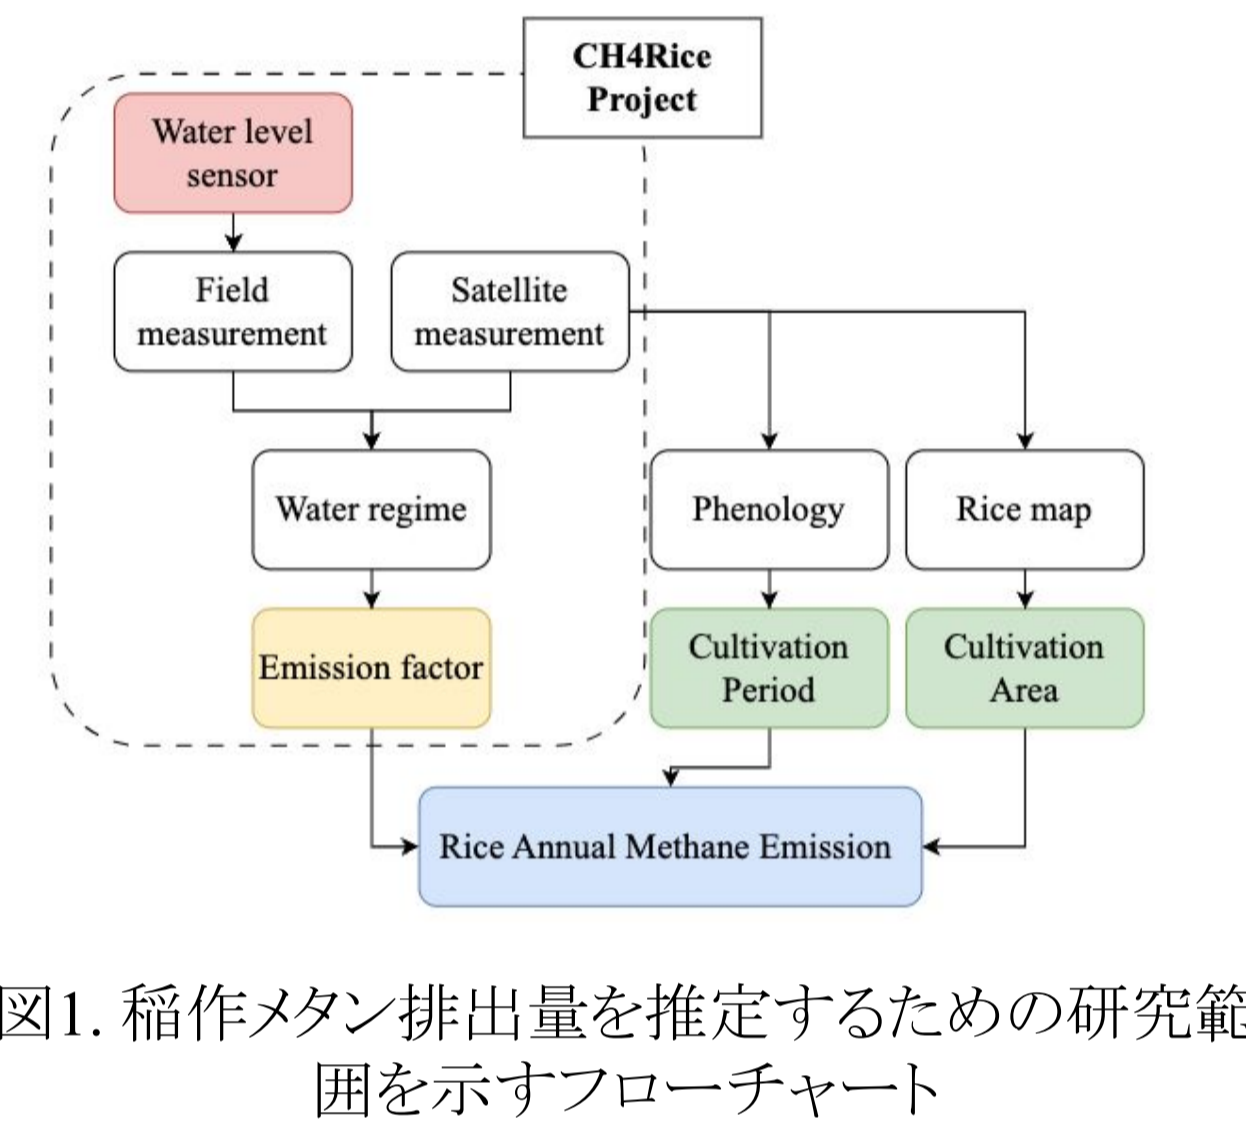 CH4Rice
Project
Water level
sensor
Field
measurement
Satellite
measurement
Water regime
Phenology
Rice map
Emission factor
Cultivation
Period
Cultivation
Area
Rice Annual Methane Emission
図1. 稲作メタン排出量を推定するための研究範
囲を示すフローチャート